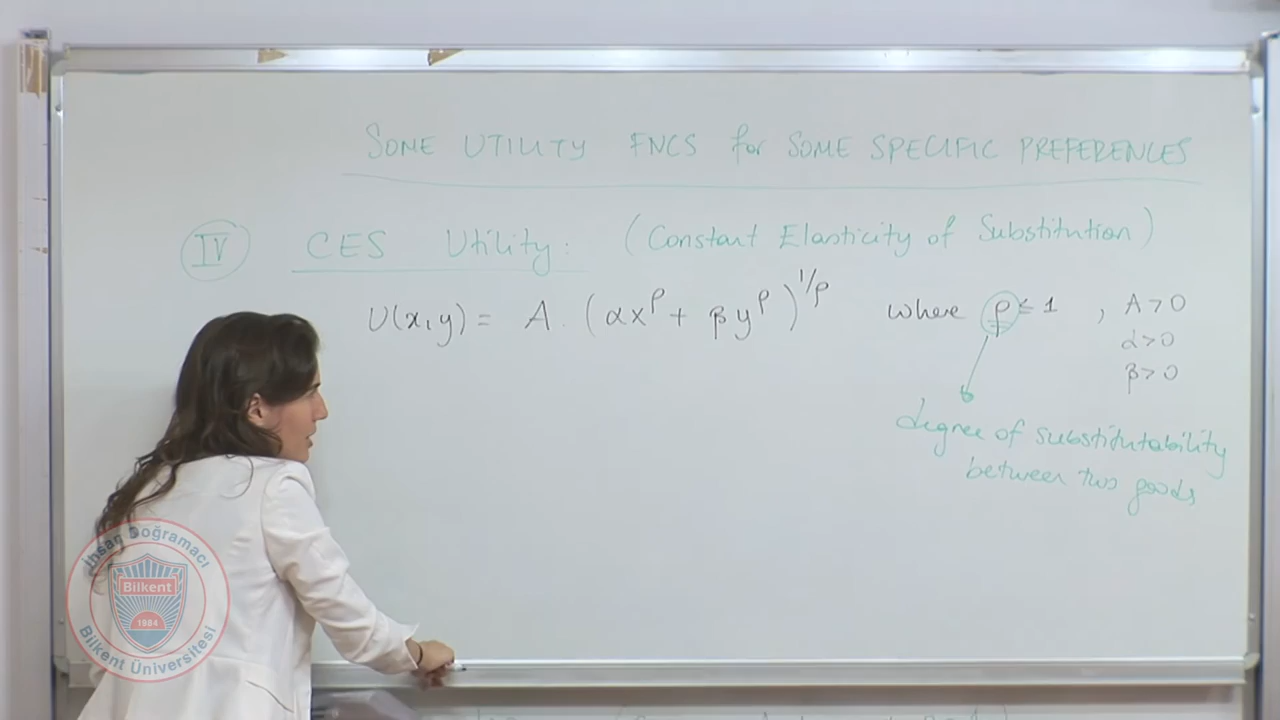 SOME UTILITY FNCS for SOME SPECIFIC PREFERENCES
IV CES Utility: (Constant Elasticity of Substitution)
U(x,y) = A. (αx^ρ + βy^ρ)^1/ρ where ρ ≤ 1 , A>0
α>0
β>0
degree of substitutability
between two goods
İhsan Doğramacı
Bilkent
1984
Bilkent Üniversitesi